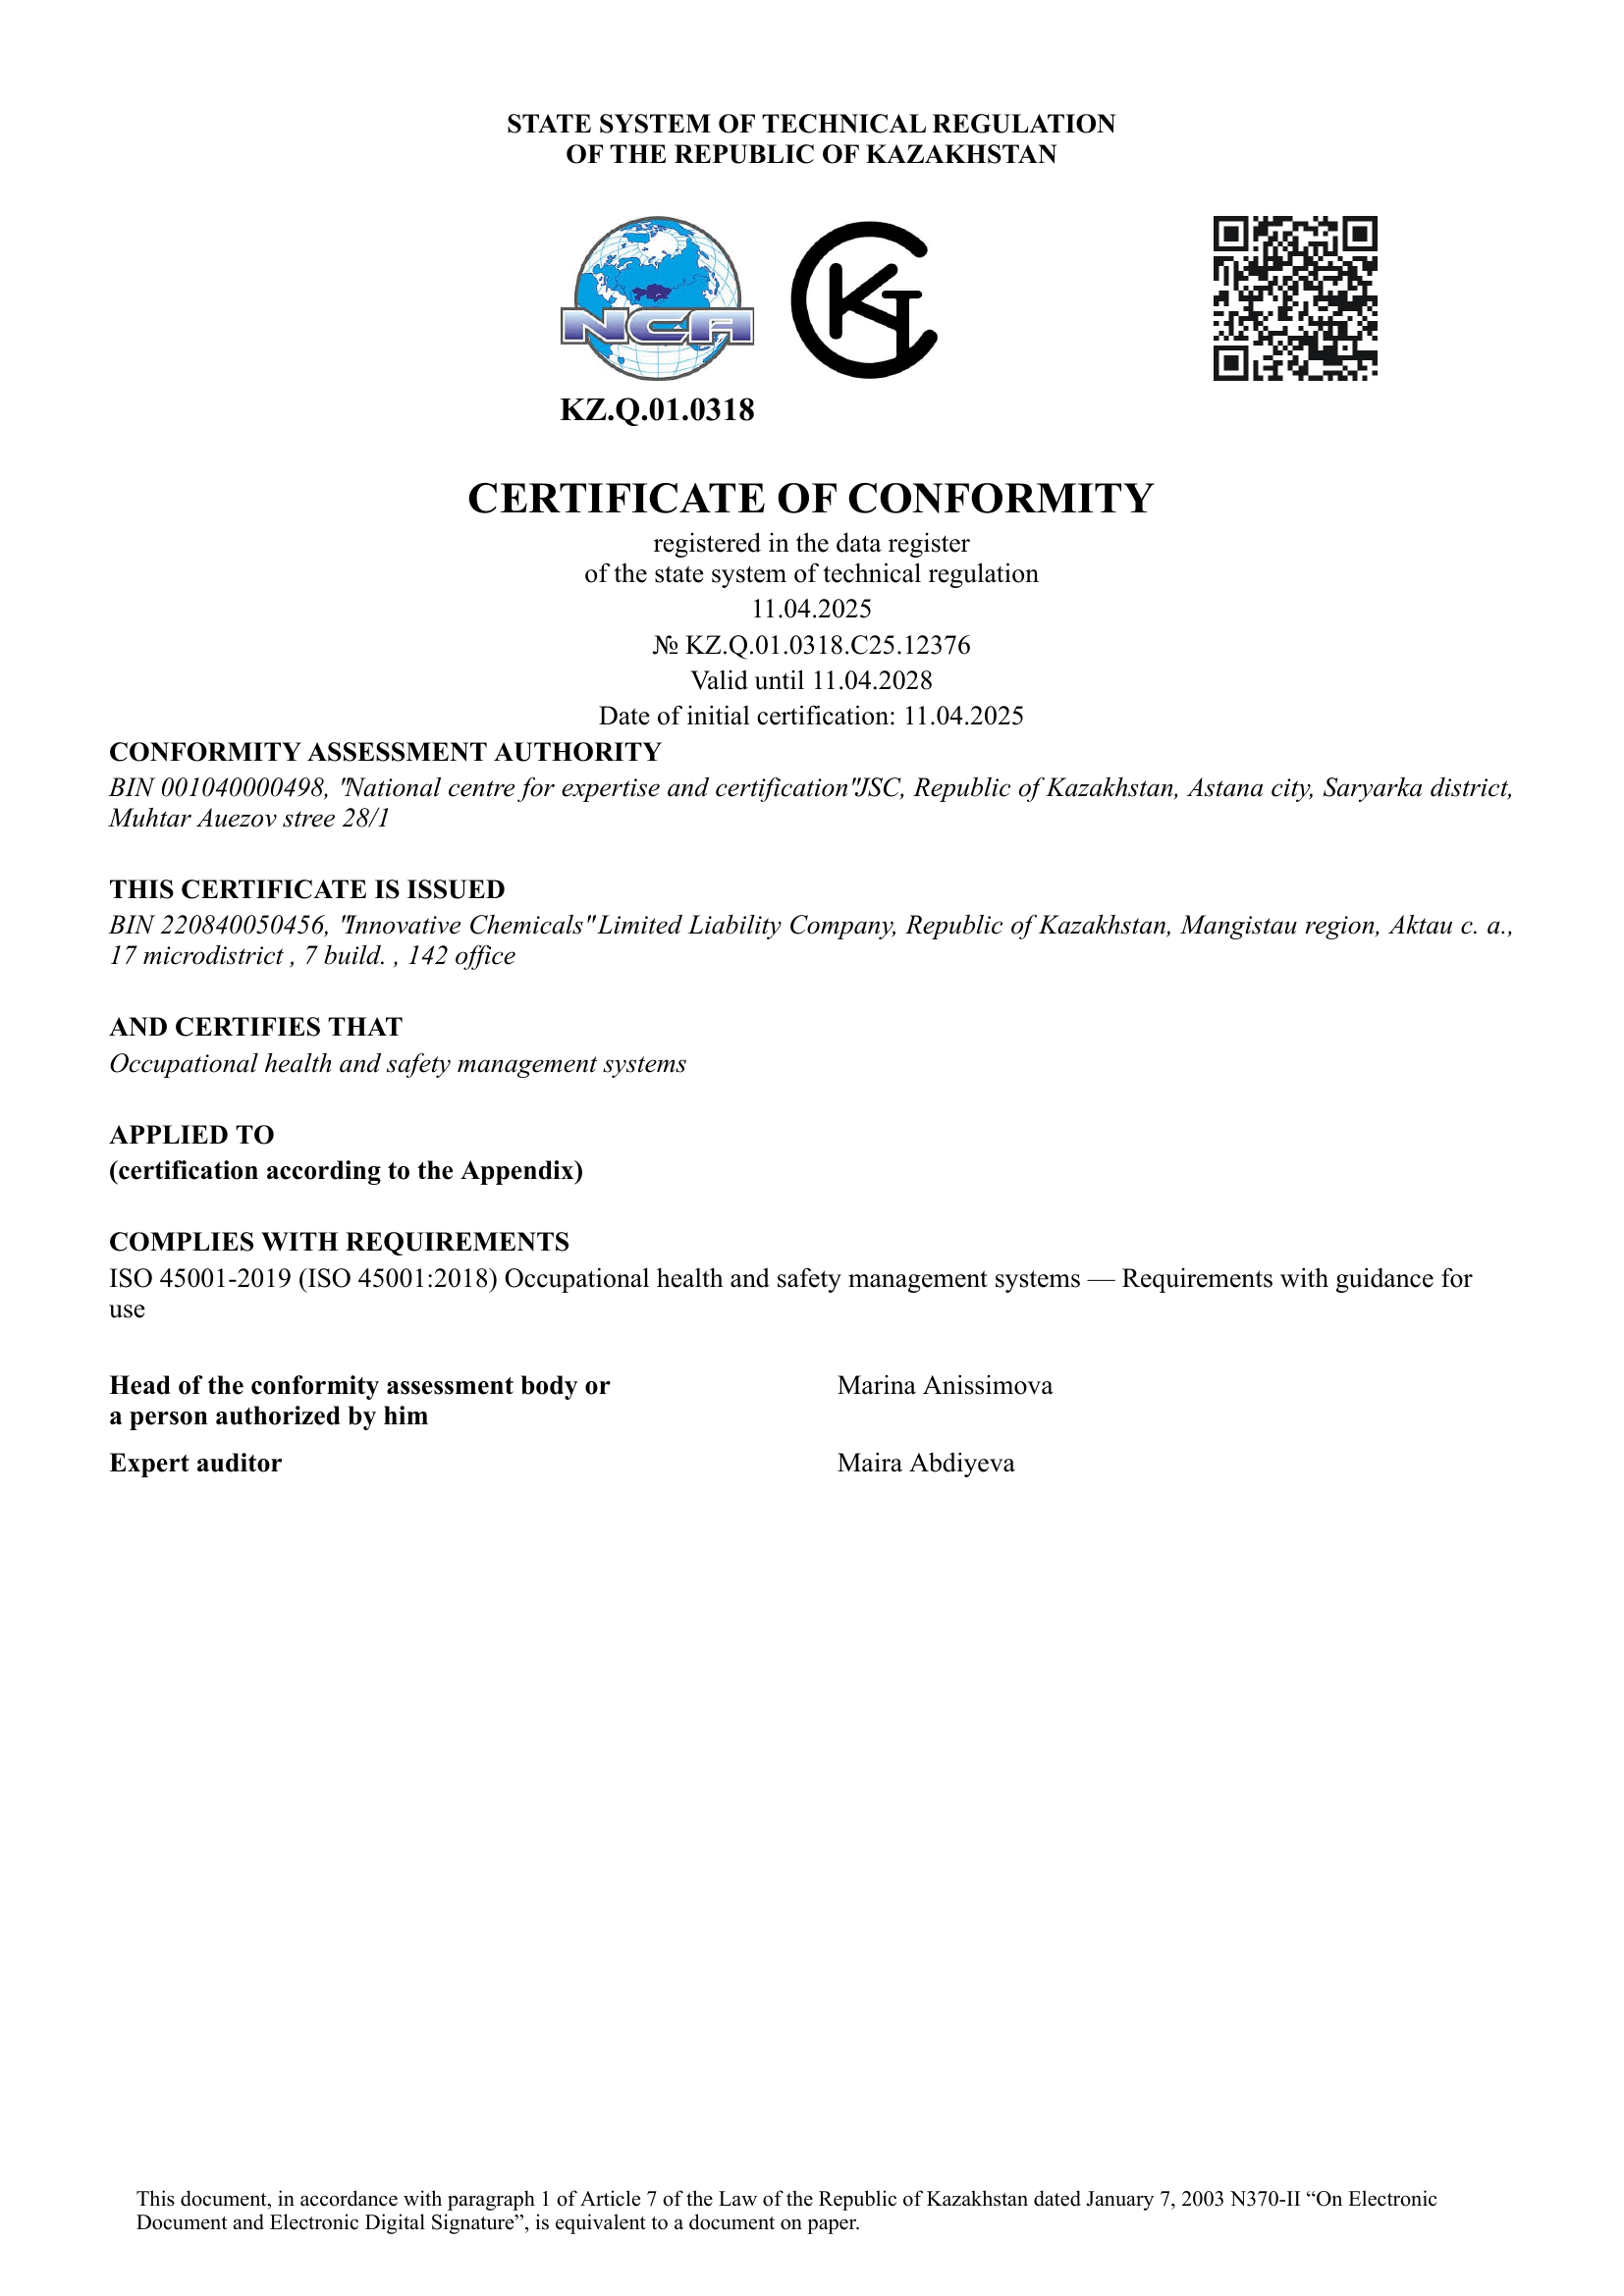 STATE SYSTEM OF TECHNICAL REGULATION
OF THE REPUBLIC OF KAZAKHSTAN
NCA
KT
KZ.Q.01.0318
CERTIFICATE OF CONFORMITY
registered in the data register
of the state system of technical regulation
11.04.2025
№ KZ.Q.01.0318.C25.12376
Valid until 11.04.2028
Date of initial certification: 11.04.2025
CONFORMITY ASSESSMENT AUTHORITY
BIN 001040000498, "National centre for expertise and certification"JSC, Republic of Kazakhstan, Astana city, Saryarka district,
Muhtar Auezov stree 28/1
THIS CERTIFICATE IS ISSUED
BIN 220840050456, "Innovative Chemicals" Limited Liability Company, Republic of Kazakhstan, Mangistau region, Aktau c. a.,
17 microdistrict , 7 build. , 142 office
AND CERTIFIES THAT
Occupational health and safety management systems
APPLIED TO
(certification according to the Appendix)
COMPLIES WITH REQUIREMENTS
ISO 45001-2019 (ISO 45001:2018) Occupational health and safety management systems — Requirements with guidance for
use
Head of the conformity assessment body or
a person authorized by him
Marina Anissimova
Expert auditor
Maira Abdiyeva
This document, in accordance with paragraph 1 of Article 7 of the Law of the Republic of Kazakhstan dated January 7, 2003 N370-II “On Electronic
Document and Electronic Digital Signature”, is equivalent to a document on paper.